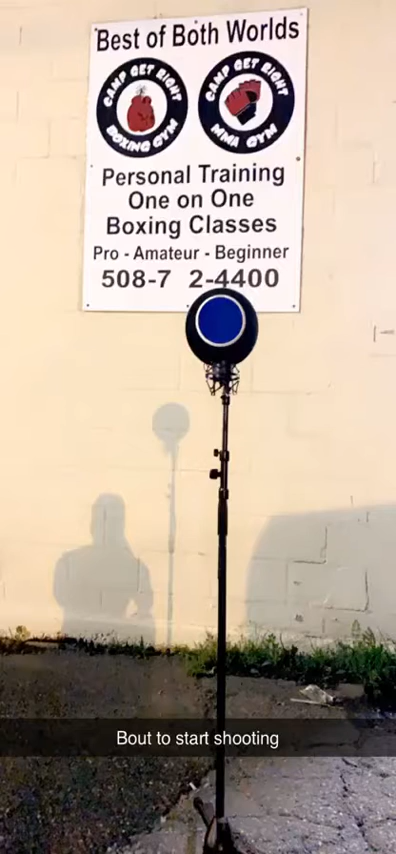 Best of Both Worlds
CAMP GET RIGHT
BOXING GYM
CAMP GET RIGHT
MMA GYM
Personal Training
One on One
Boxing Classes
Pro - Amateur - Beginner
508-7 2-4400
Bout to start shooting